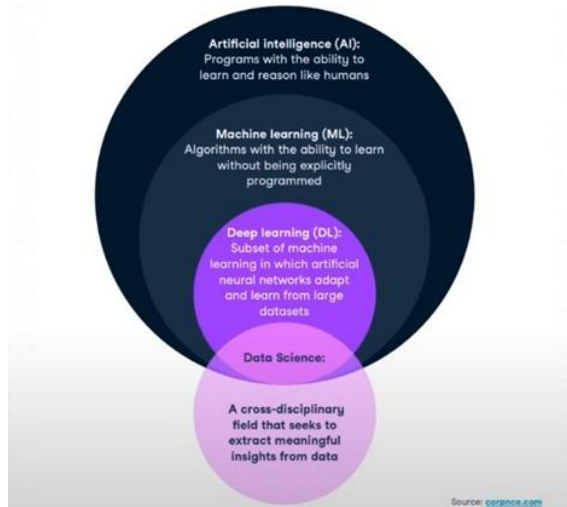 Artificial intelligence (AI):
Programs with the ability to
learn and reason like humans
Machine learning (ML):
Algorithms with the ability to learn
without being explicitly
programmed
Deep learning (DL):
Subset of machine
learning in which artificial
neural networks adapt
and learn from large
datasets
Data Science:
A cross-disciplinary
field that seeks to
extract meaningful
insights from data
Source: corpnce.com